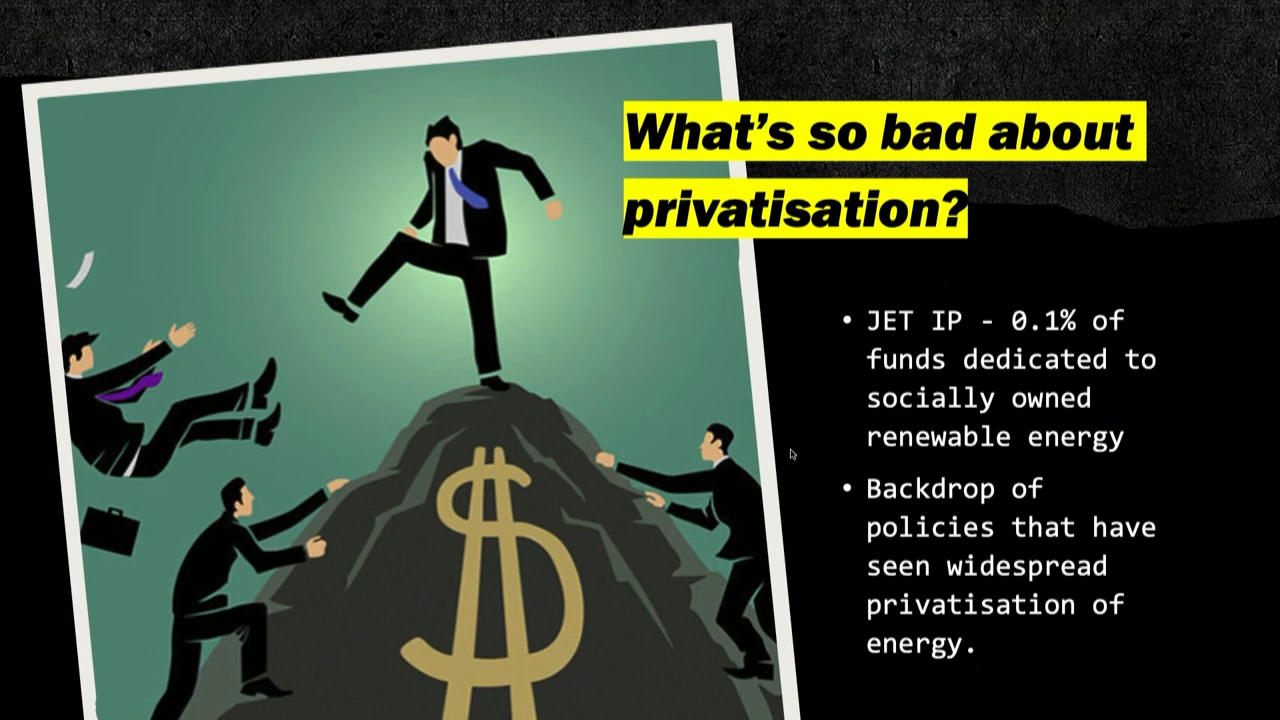 What's so bad about
privatisation?
• JET IP - 0.1% of
funds dedicated to
socially owned
renewable energy
• Backdrop of
policies that have
seen widespread
privatisation of
energy.
$